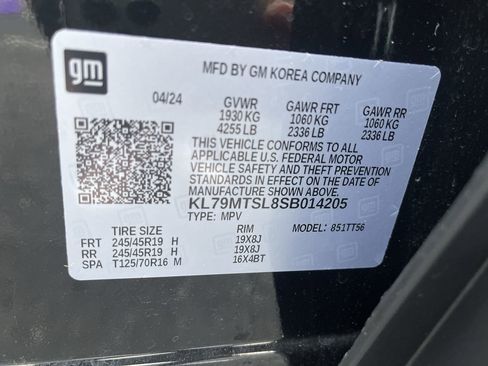 gm
MFD BY GM KOREA COMPANY
04/24 GVWR GAWR FRT GAWR RR
1930 KG 1060 KG 1060 KG
4255 LB 2336 LB 2336 LB
THIS VEHICLE CONFORMS TO ALL
APPLICABLE U.S. FEDERAL MOTOR
VEHICLE SAFETY AND THEFT PREVENTION
STANDARDS IN EFFECT ON THE DATE OF
MANUFACTURE SHOWN ABOVE.
KL79MTSL8SB014205
TYPE: MPV MODEL: 851TT56
TIRE SIZE RIM
FRT 245/45R19 H 19X8J
RR 245/45R19 H 19X8J
SPA T125/70R16 M 16X4BT